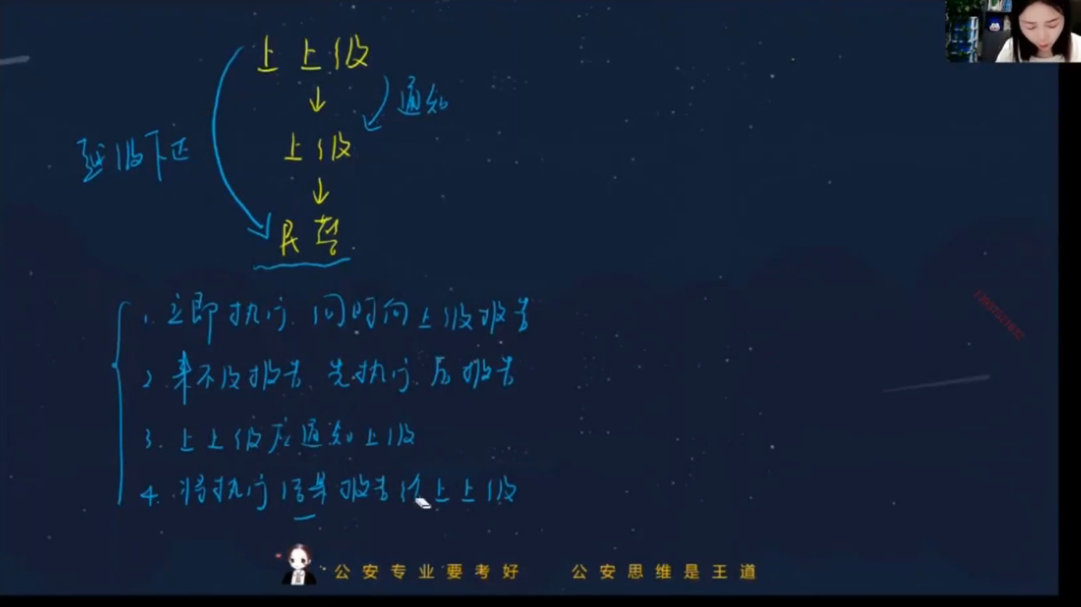 上上级
通知
上级
越级下达
民警
1. 立即执行. 同时向上级报告
2. 来不及报告. 先执行. 后报告
3. 上上级应通知上级
4. 将执行结果报告给上上级
公安专业要考好 公安思维是王道